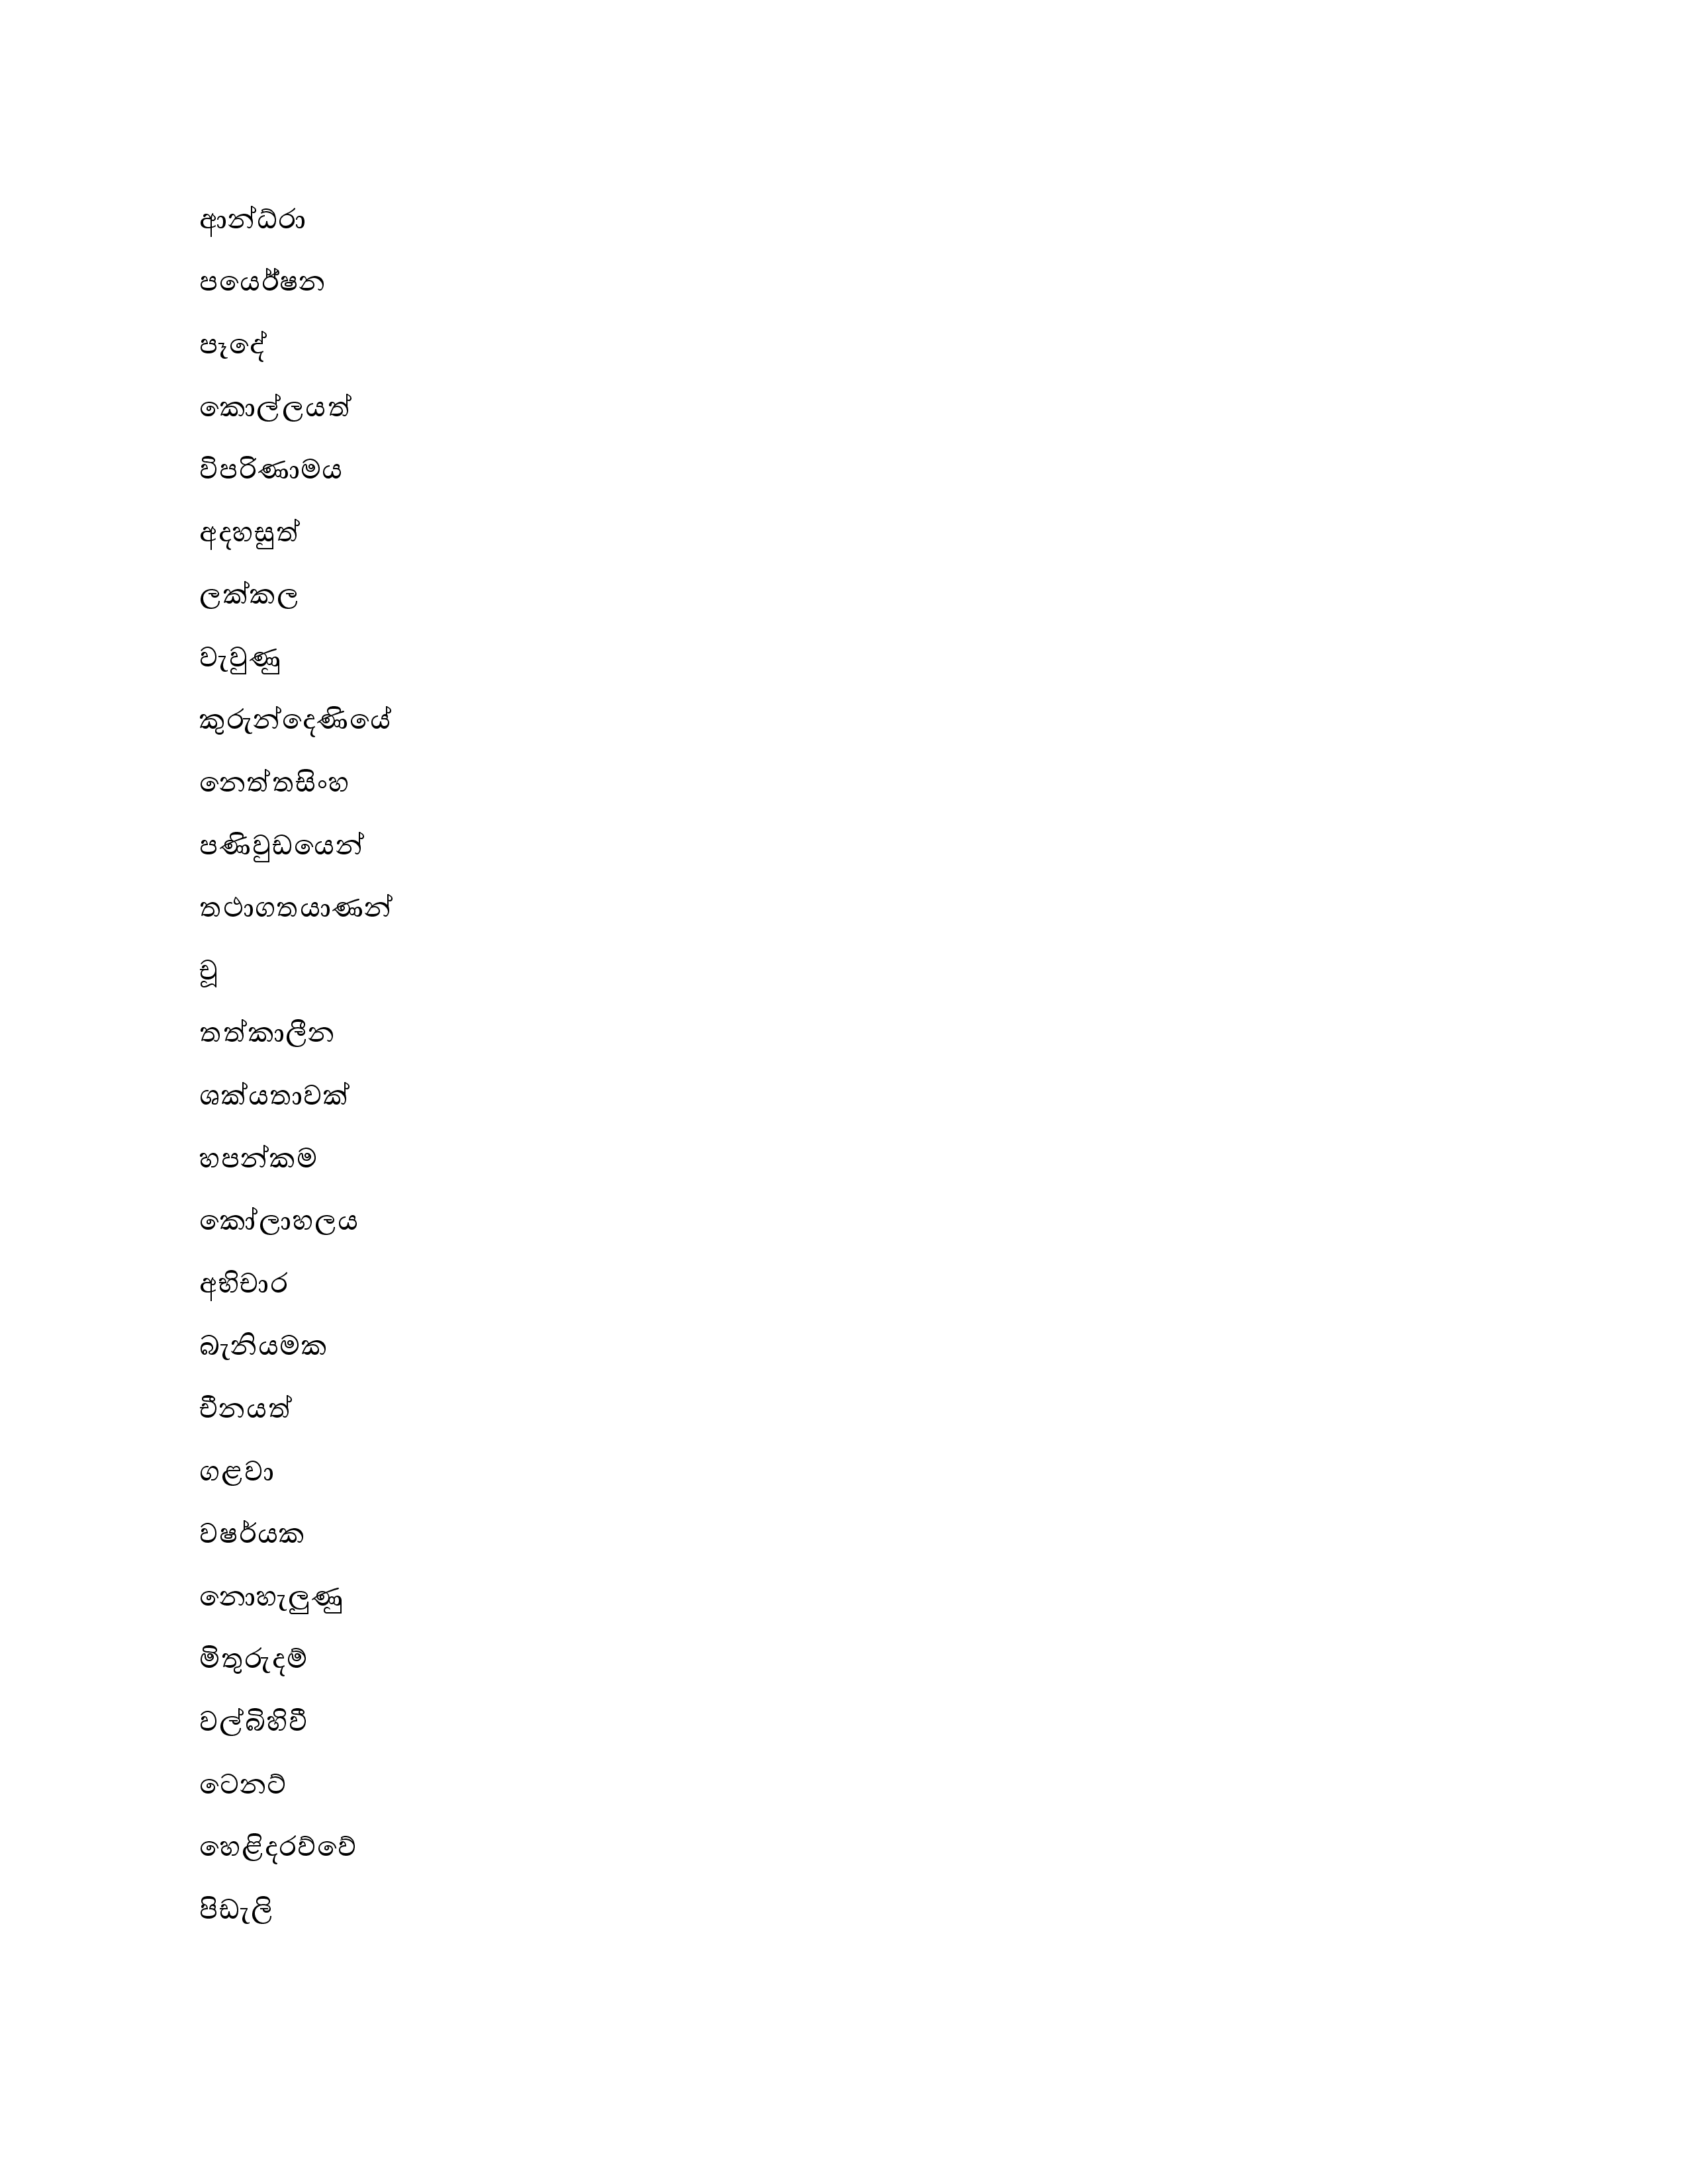 ආන්ධ්රා
පයෙර්ෂන
පෑදේ
කොල්ලයත්
විපරිණාමය
අදහසුත්
ලක්කල
වැවුණු
කුරුන්දෙණියේ
නෙත්තසිංහ
පණිවුඩයෙන්
තථාගතයාණන්
චූ
තත්කාලීන
ශක්යතාවක්
හපන්කම
කෝලාහලය
අභිචාර
බැනියමක
චීනයත්
ගළවා
වෂර්යක
නොහැලුණු
මිතුරුදම්
වල්බිහිවී
ටෙනට්
හෙළිදරව්වේ
පිඩැලි